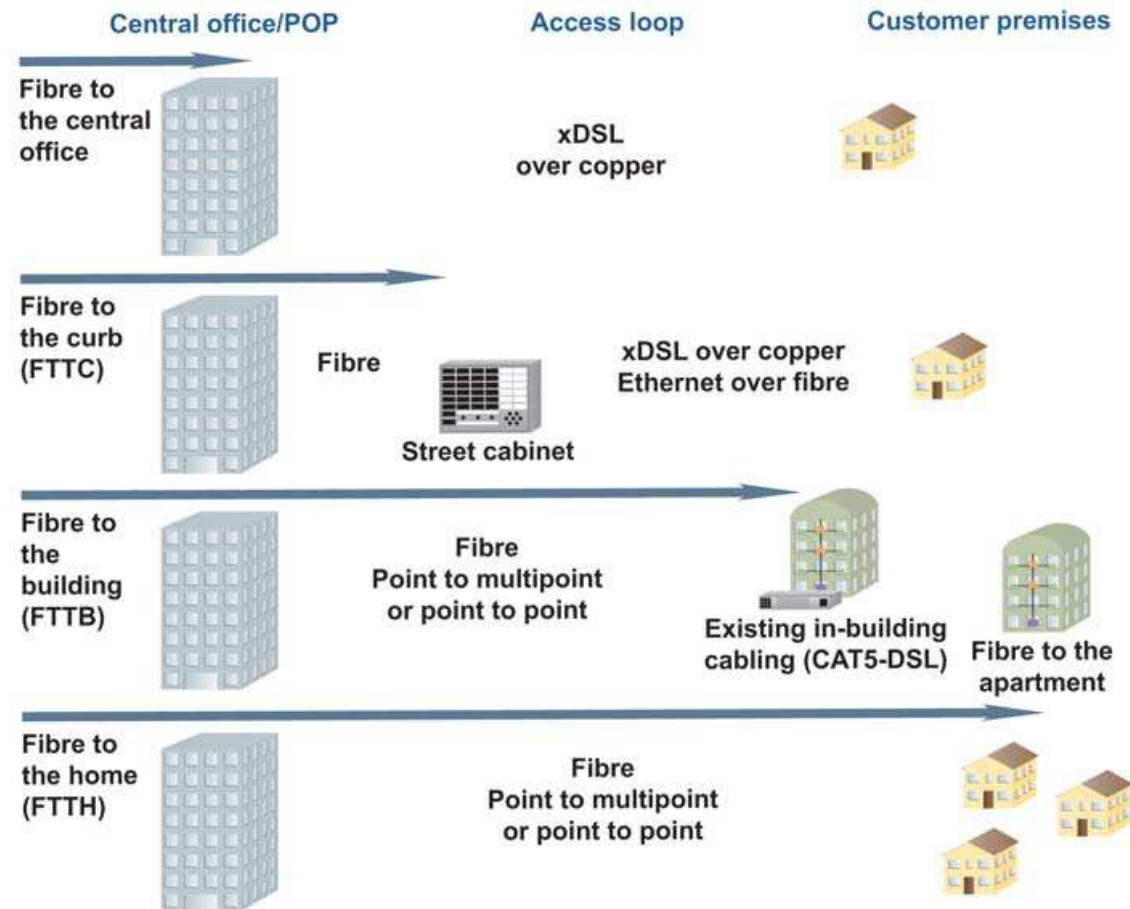 Central office/POP
Access loop
Customer premises
Fibre to
the central
office
xDSL
over copper
Fibre to
the curb
(FTTC)
Fibre
Street cabinet
xDSL over copper
Ethernet over fibre
Fibre to
the
building
(FTTB)
Fibre
Point to multipoint
or point to point
Existing in-building
cabling (CAT5-DSL)
Fibre to the
apartment
Fibre to
the home
(FTTH)
Fibre
Point to multipoint
or point to point